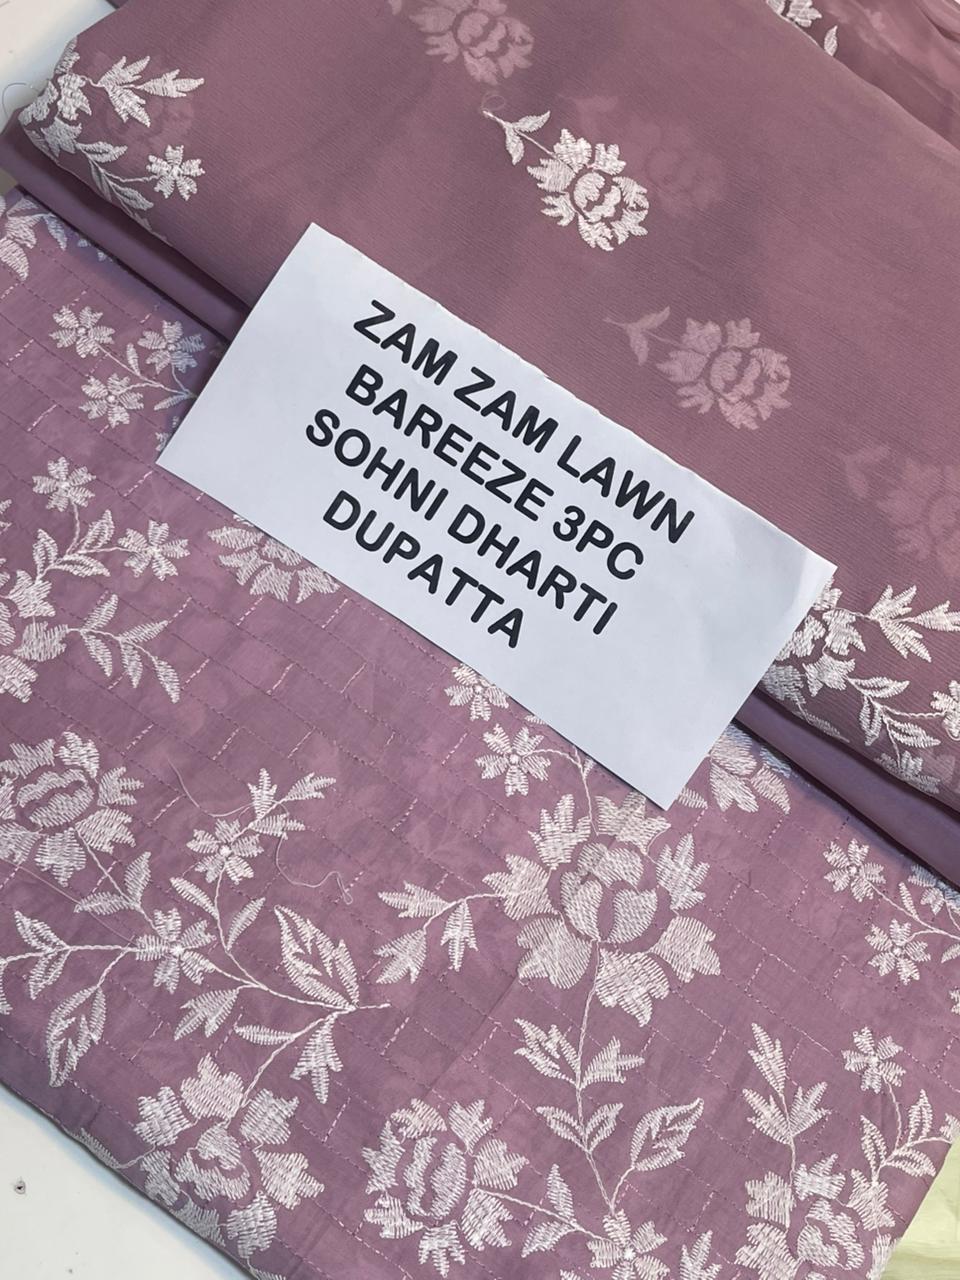 ZAM ZAM LAWN
BAREEZE 3PC
SOHNI DHARTI
DUPATTA